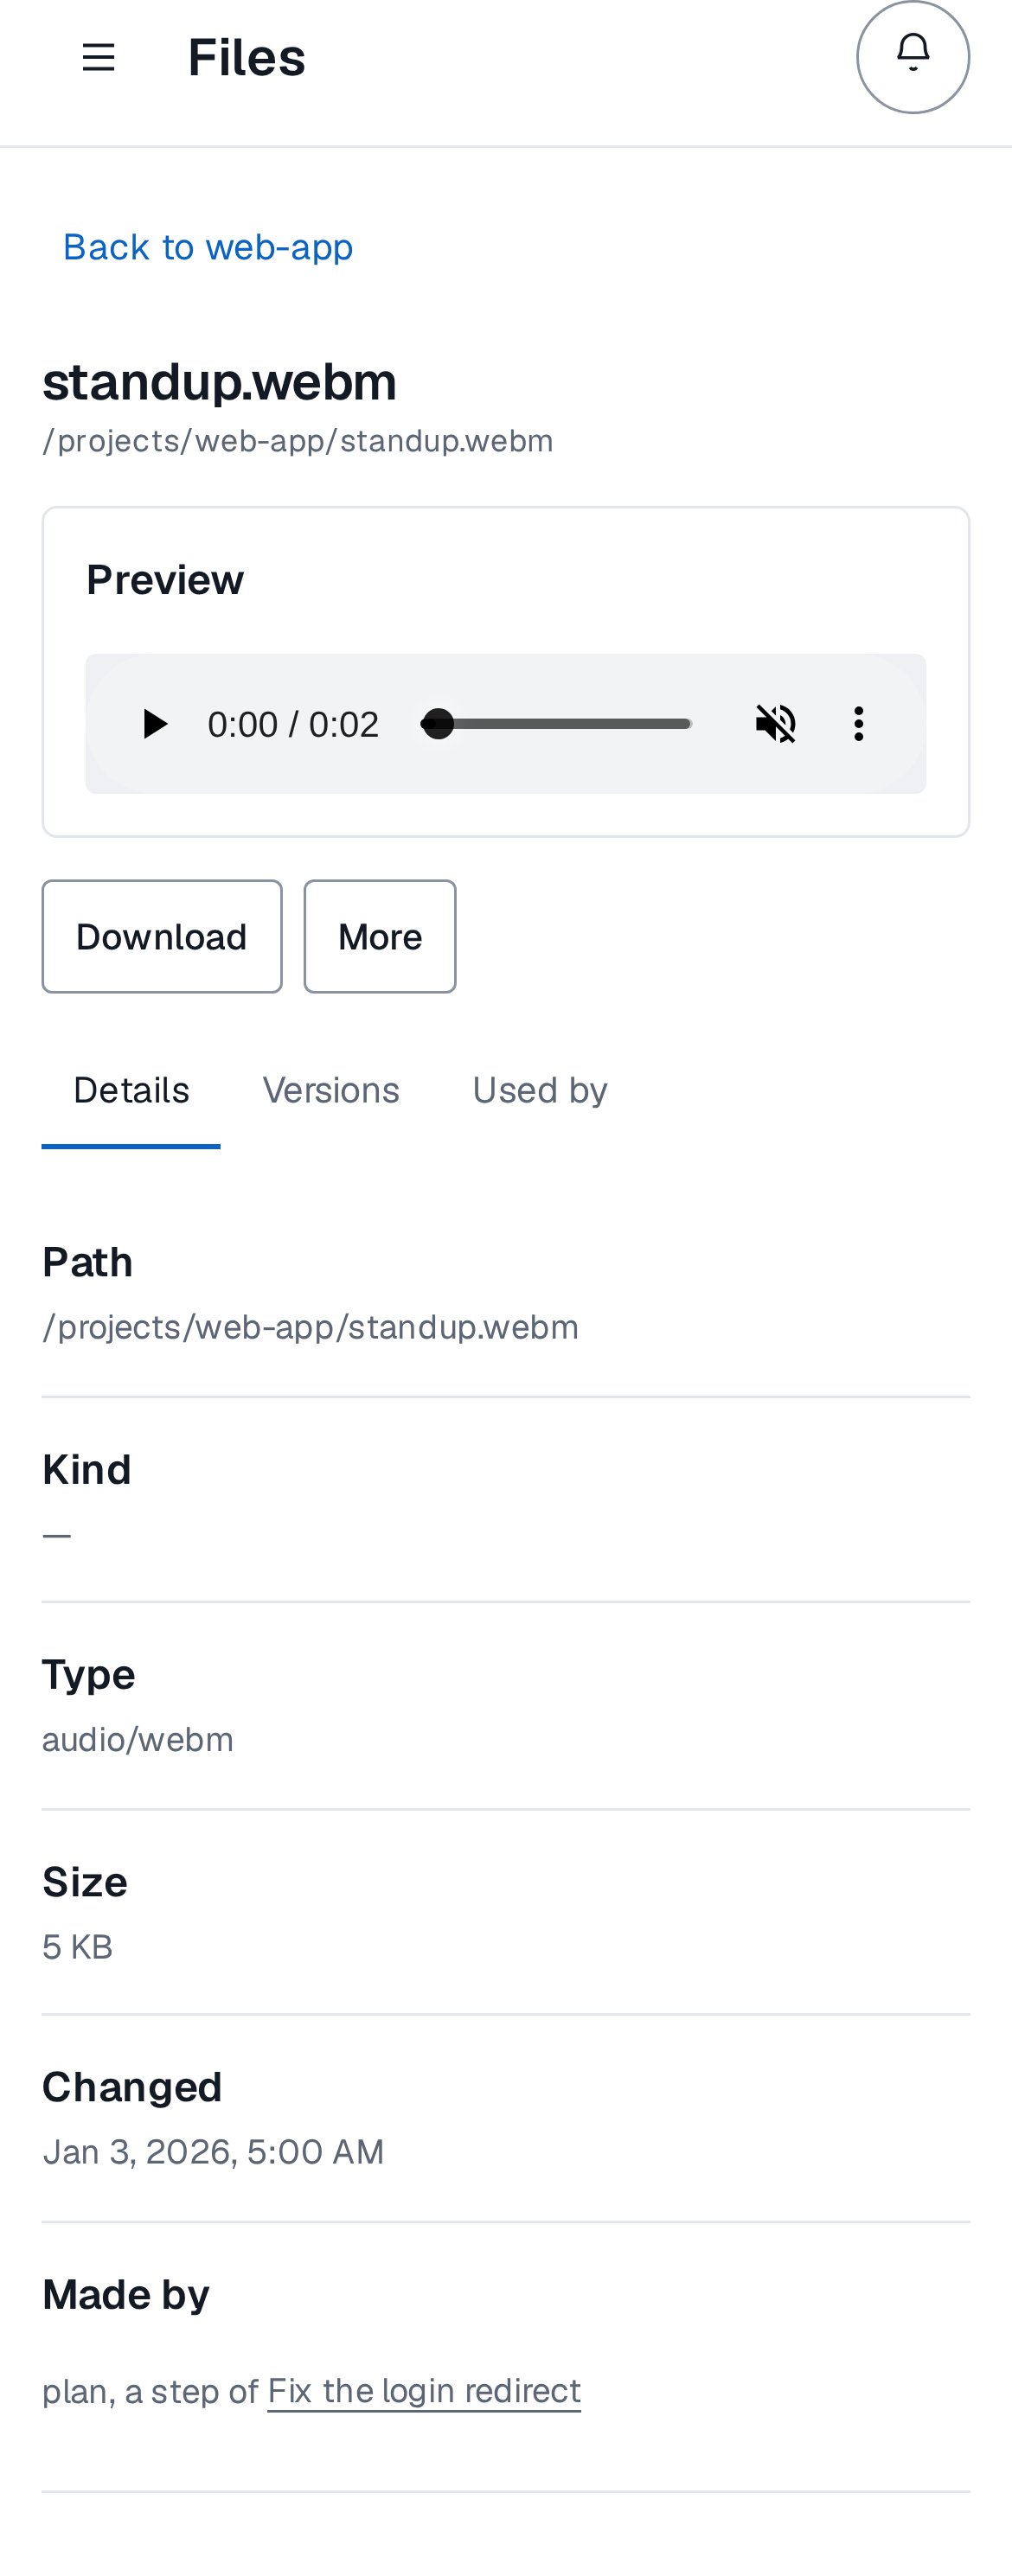 Files
Back to web-app
standup.webm
/projects/web-app/standup.webm
Preview
0:00 / 0:02
Download
More
Details
Versions
Used by
Path
/projects/web-app/standup.webm
Kind
—
Type
audio/webm
Size
5 KB
Changed
Jan 3, 2026, 5:00 AM
Made by
plan, a step of Fix the login redirect